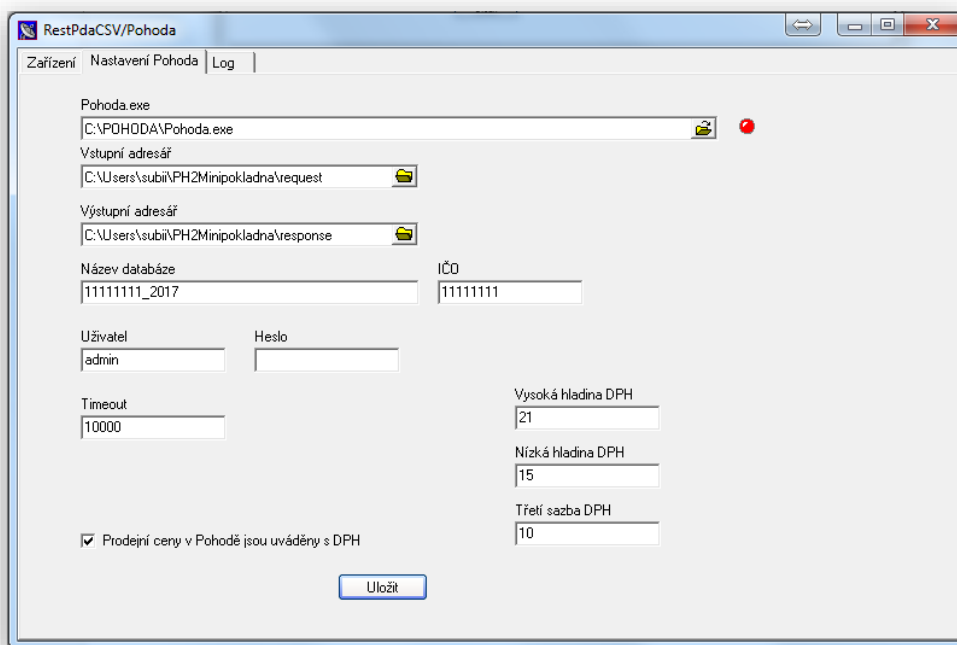 RestPdaCSV/Pohoda
Zařízení Nastavení Pohoda Log
Pohoda.exe
C:\POHODA\Pohoda.exe
Vstupní adresář
C:\Users\subii\PH2Minipokladna\request
Výstupní adresář
C:\Users\subii\PH2Minipokladna\response
Název databáze IČO
11111111_2017 11111111
Uživatel Heslo
admin
Timeout
10000
Vysoká hladina DPH
21
Nízká hladina DPH
15
Třetí sazba DPH
10
Prodejní ceny v Pohodě jsou uváděny s DPH
Uložit